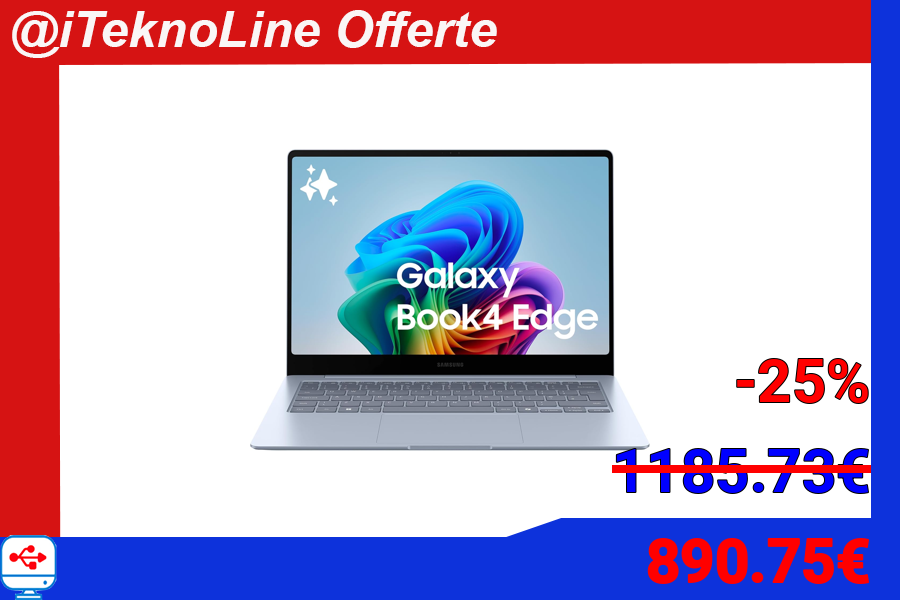 @iTeknoLine Offerte
Galaxy
Book4 Edge
SAMSUNG
-25%
1185.73€
890.75€